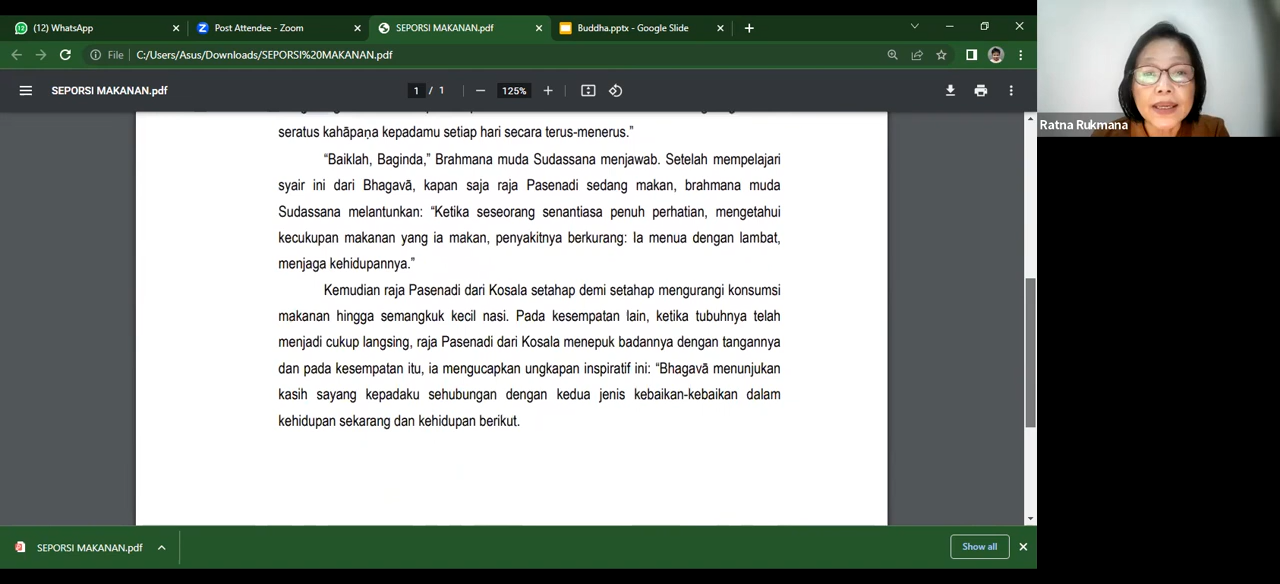 (12) WhatsApp
Post Attendee - Zoom
SEPORSI MAKANAN.pdf
Buddha.pptx - Google Slide
File
C:/Users/Asus/Downloads/SEPORSI%20MAKANAN.pdf
SEPORSI MAKANAN.pdf
1 / 1
125%
Ratna Rukmana
seratus kahāpaṇa kepadamu setiap hari secara terus-menerus.”
“Baiklah, Baginda,” Brahmana muda Sudassana menjawab. Setelah mempelajari
syair ini dari Bhagavā, kapan saja raja Pasenadi sedang makan, brahmana muda
Sudassana melantunkan: “Ketika seseorang senantiasa penuh perhatian, mengetahui
kecukupan makanan yang ia makan, penyakitnya berkurang: Ia menua dengan lambat,
menjaga kehidupannya.”
Kemudian raja Pasenadi dari Kosala setahap demi setahap mengurangi konsumsi
makanan hingga semangkuk kecil nasi. Pada kesempatan lain, ketika tubuhnya telah
menjadi cukup langsing, raja Pasenadi dari Kosala menepuk badannya dengan tangannya
dan pada kesempatan itu, ia mengucapkan ungkapan inspiratif ini: “Bhagavā menunjukan
kasih sayang kepadaku sehubungan dengan kedua jenis kebaikan-kebaikan dalam
kehidupan sekarang dan kehidupan berikut.
SEPORSI MAKANAN.pdf
Show all